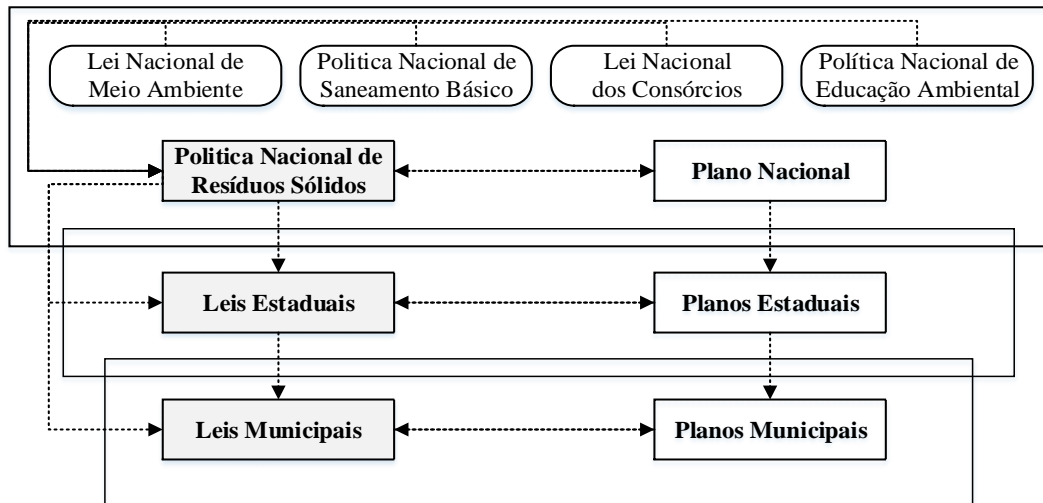 Lei Nacional de
Meio Ambiente
Politica Nacional de
Saneamento Básico
Lei Nacional
dos Consórcios
Política Nacional de
Educação Ambiental
Politica Nacional de
Resíduos Sólidos
Plano Nacional
Leis Estaduais
Planos Estaduais
Leis Municipais
Planos Municipais